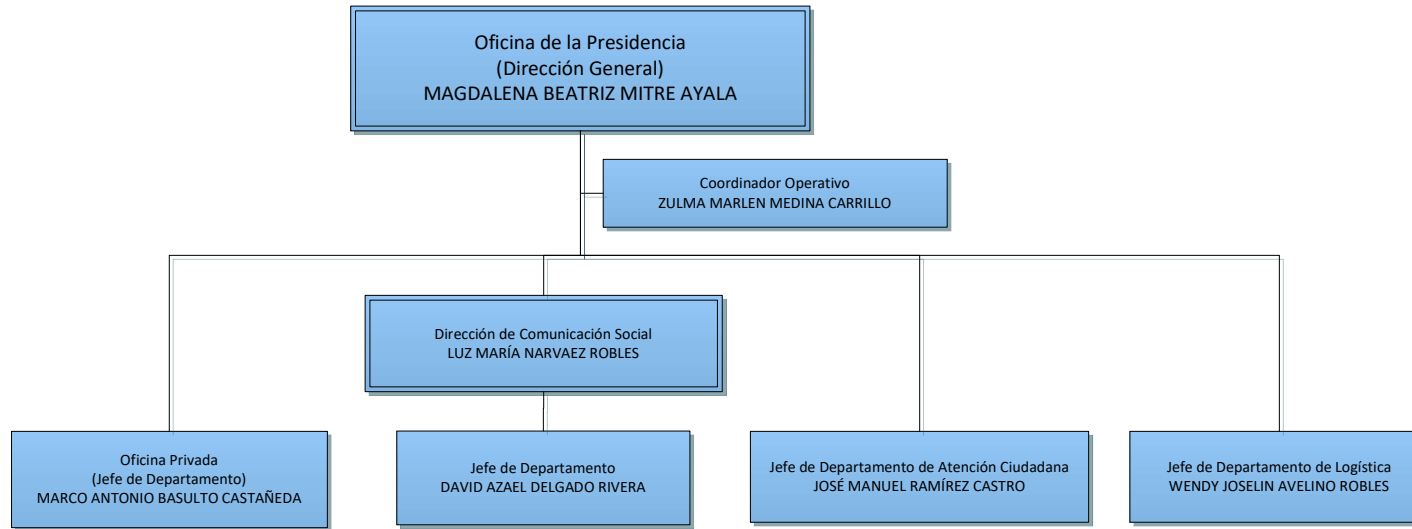 Oficina de la Presidencia
(Dirección General)
MAGDALENA BEATRIZ MITRE AYALA
Coordinador Operativo
ZULMA MARLEN MEDINA CARRILLO
Dirección de Comunicación Social
LUZ MARÍA NARVAEZ ROBLES
Oficina Privada
(Jefe de Departamento)
MARCO ANTONIO BASULTO CASTAÑEDA
Jefe de Departamento
DAVID AZAEL DELGADO RIVERA
Jefe de Departamento de Atención Ciudadana
JOSÉ MANUEL RAMÍREZ CASTRO
Jefe de Departamento de Logística
WENDY JOSELIN AVELINO ROBLES